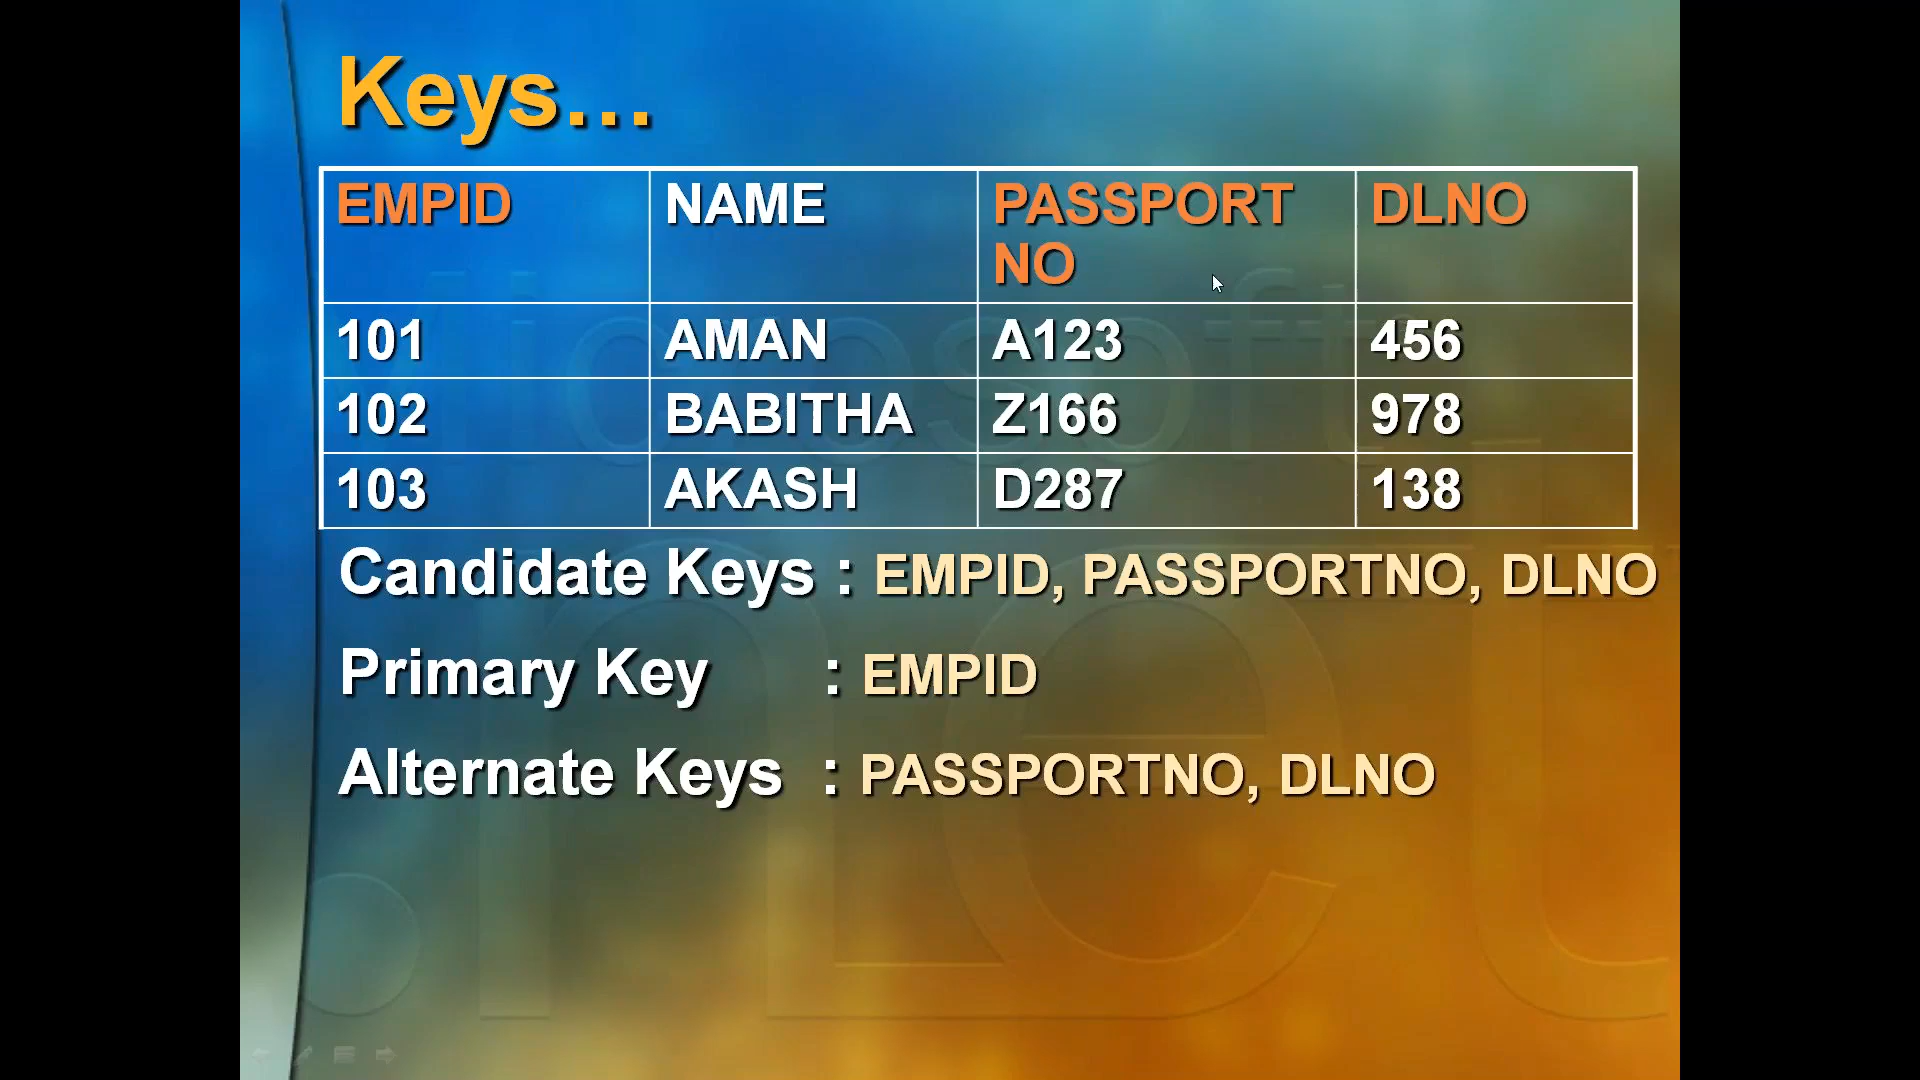 Keys...
EMPID NAME PASSPORT NO DLNO
101 AMAN A123 456
102 BABITHA Z166 978
103 AKASH D287 138
Candidate Keys : EMPID, PASSPORTNO, DLNO
Primary Key : EMPID
Alternate Keys : PASSPORTNO, DLNO